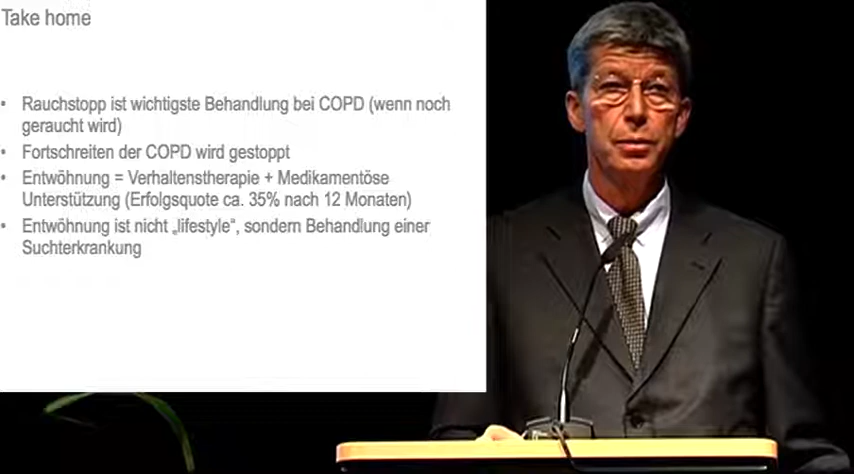 Take home
• Rauchstopp ist wichtigste Behandlung bei COPD (wenn noch
geraucht wird)
• Fortschreiten der COPD wird gestoppt
• Entwöhnung = Verhaltenstherapie + Medikamentöse
Unterstützung (Erfolgsquote ca. 35% nach 12 Monaten)
• Entwöhnung ist nicht „lifestyle“, sondern Behandlung einer
Suchterkrankung